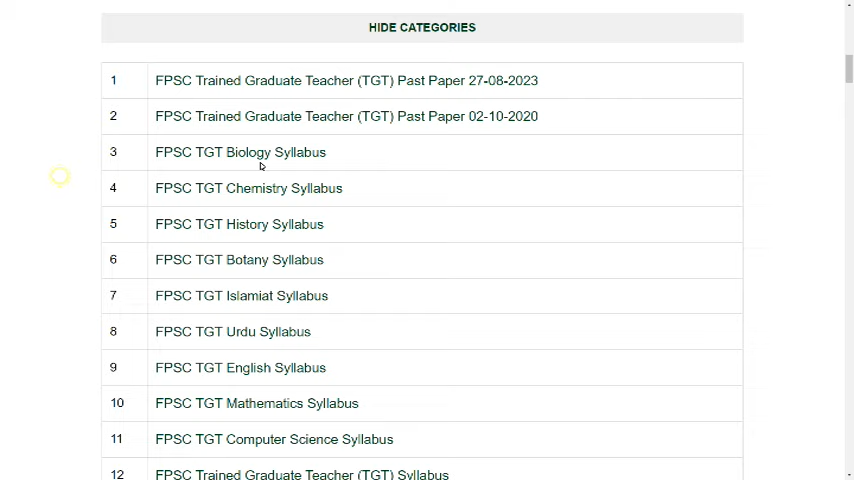 HIDE CATEGORIES
1 FPSC Trained Graduate Teacher (TGT) Past Paper 27-08-2023
2 FPSC Trained Graduate Teacher (TGT) Past Paper 02-10-2020
3 FPSC TGT Biology Syllabus
4 FPSC TGT Chemistry Syllabus
5 FPSC TGT History Syllabus
6 FPSC TGT Botany Syllabus
7 FPSC TGT Islamiat Syllabus
8 FPSC TGT Urdu Syllabus
9 FPSC TGT English Syllabus
10 FPSC TGT Mathematics Syllabus
11 FPSC TGT Computer Science Syllabus
12 FPSC Trained Graduate Teacher (TGT) Syllabus